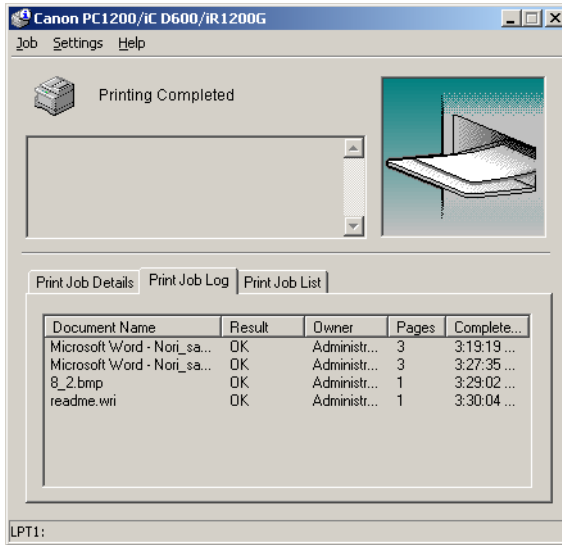 Canon PC1200/iC D600/iR1200G
Job Settings Help
Printing Completed
Print Job Details Print Job Log Print Job List
Document Name Result Owner Pages Complete...
Microsoft Word - Nori_sa... OK Administr... 3 3:19:19 ...
Microsoft Word - Nori_sa... OK Administr... 3 3:27:35 ...
8_2.bmp OK Administr... 1 3:29:02 ...
readme.wri OK Administr... 1 3:30:04 ...
LPT1: